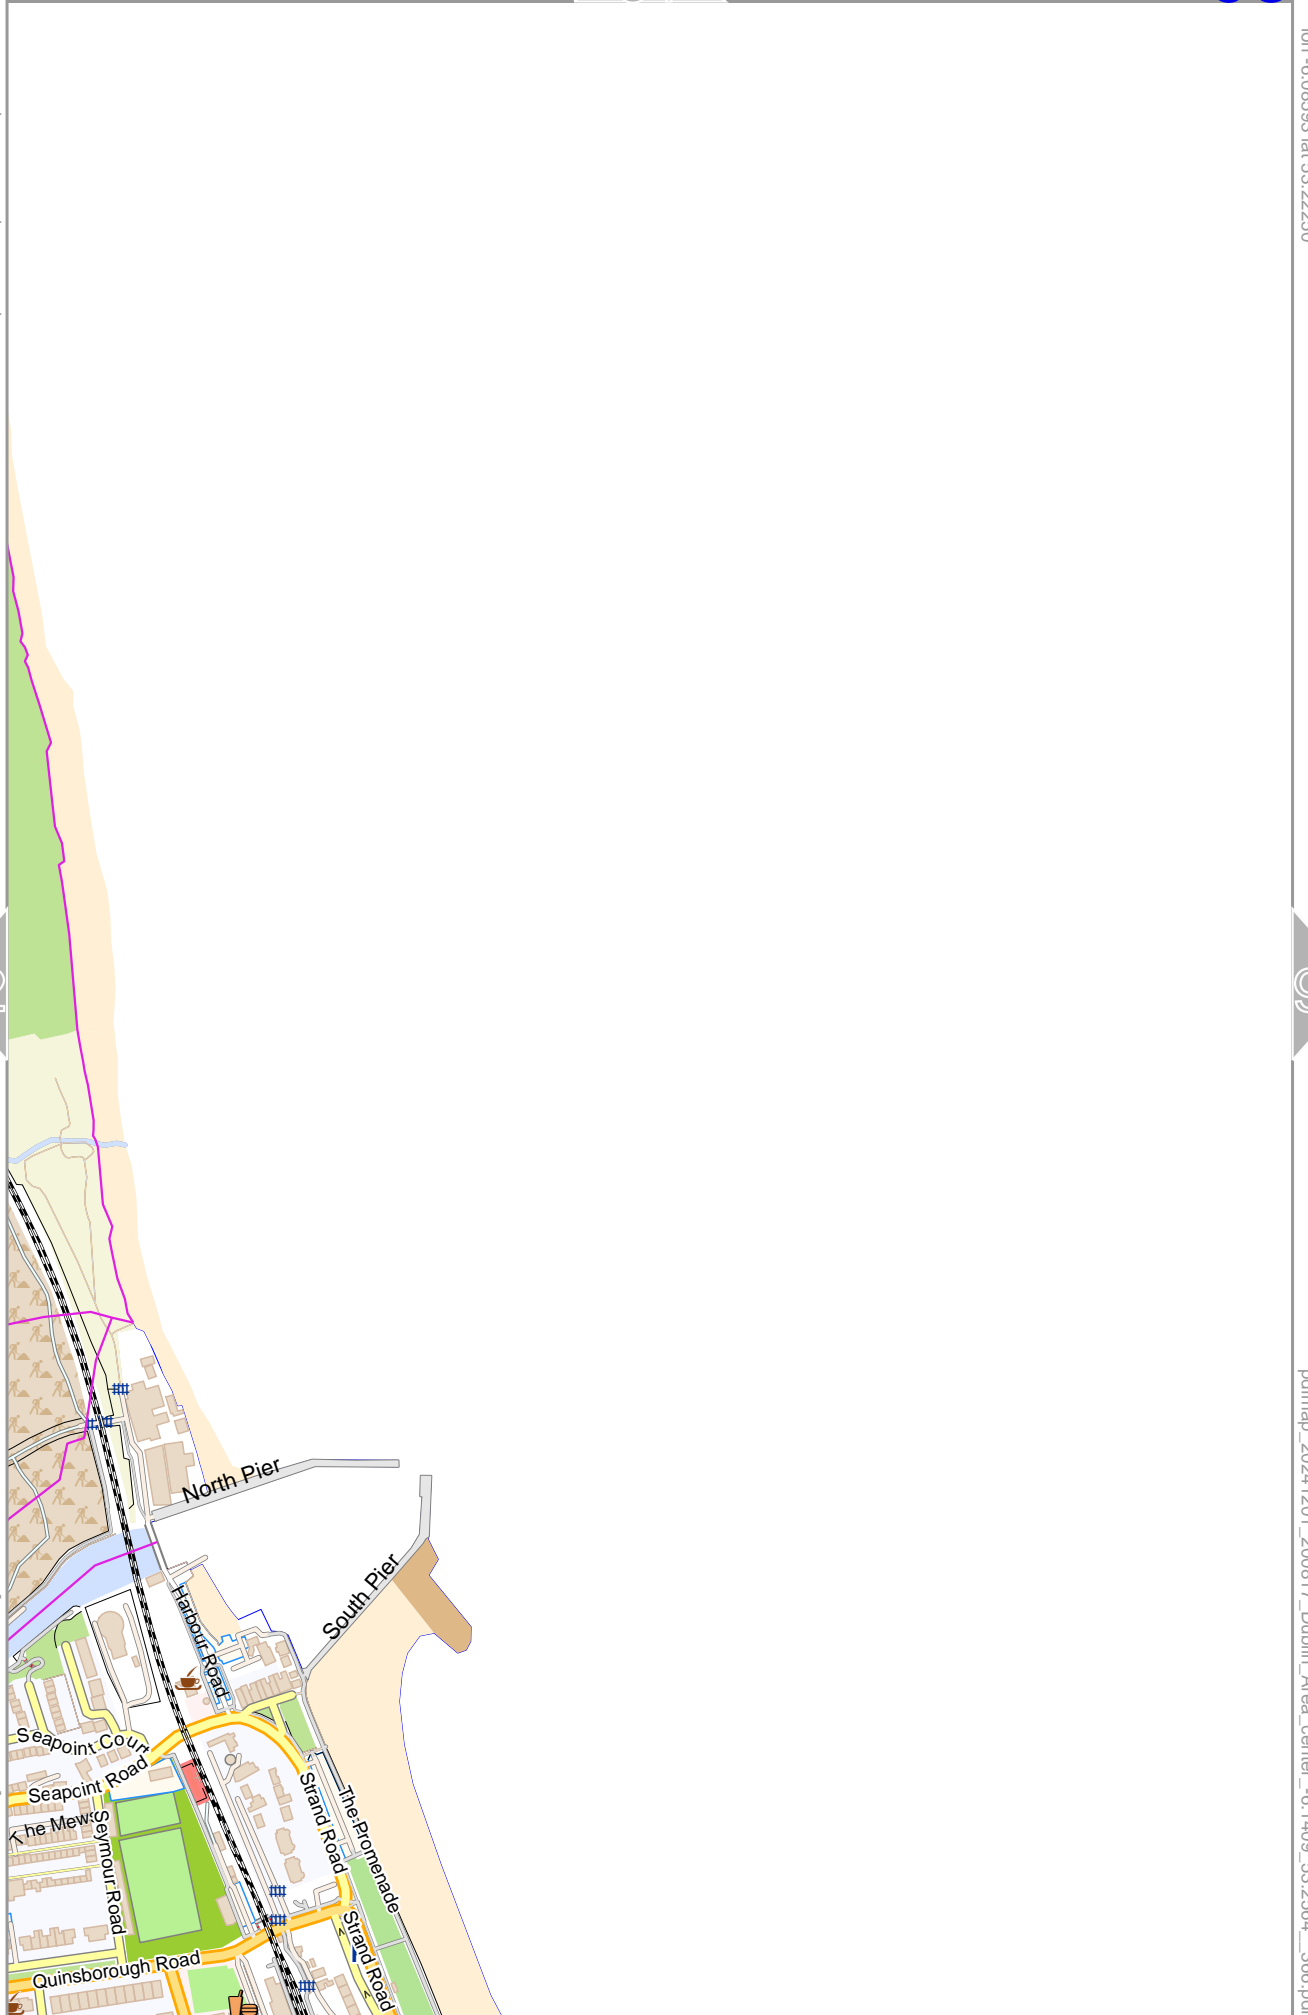 North Pier
South Pier
Harbour Road
Seapoint Court
Seapoint Road
The Mews
Seymour Road
Strand Road
The Promenade
Strand Road
Quinsborough Road